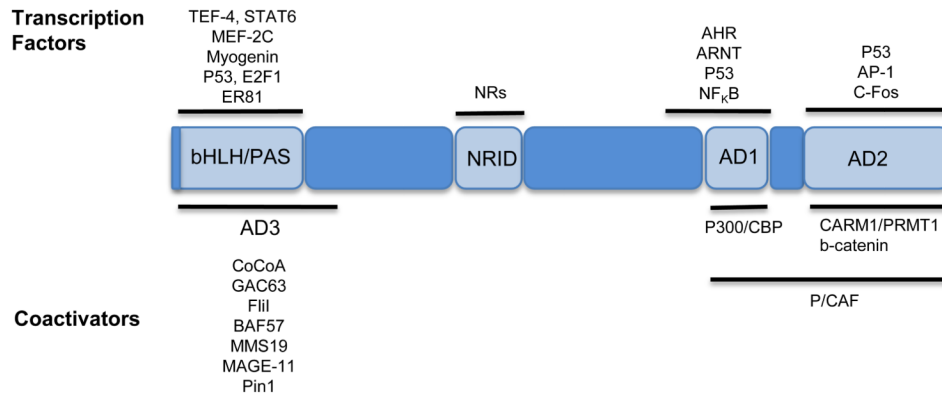 Transcription
Factors
TEF-4, STAT6
MEF-2C
Myogenin
P53, E2F1
ER81
NRs
AHR
ARNT
P53
NFKB
P53
AP-1
C-Fos
bHLH/PAS
NRID
AD1
AD2
AD3
P300/CBP
CARM1/PRMT1
b-catenin
P/CAF
Coactivators
CoCoA
GAC63
FliI
BAF57
MMS19
MAGE-11
Pin1